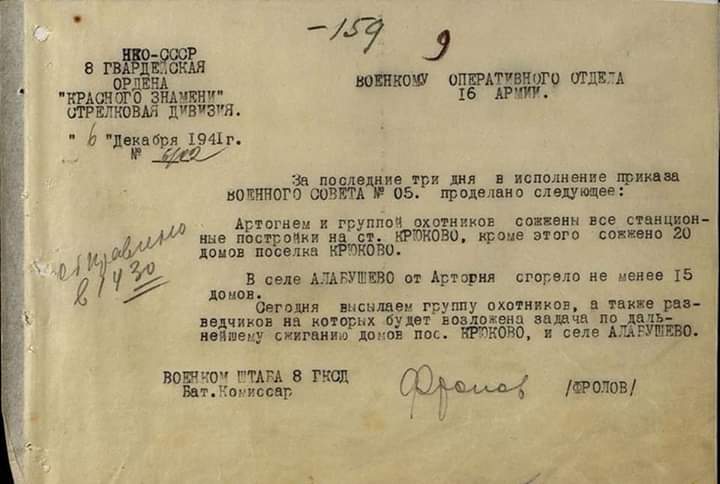 -159 9
НКО-СССР
8 ГВАРДЕЙСКАЯ
ОРДЕНА
"КРАСНОГО ЗНАМЕНИ"
СТРЕЛКОВАЯ ДИВИЗИЯ.
" 6 "Декабря 1941г.
№
ВОЕНКОМУ ОПЕРАТИВНОГО ОТДЕЛА
16 АРМИИ.
За последние три дня в исполнение приказа
ВОЕННОГО СОВЕТА № 05. проделано следующее:
Артогнем и группой охотников сожжены все станцион-
ные постройки на ст. КРЮКОВО, кроме этого сожжено 20
домов поселка КРЮКОВО.
В селе АЛАБУШЕВО от Арторня сгорело не менее 15
домов.
Сегодня высылаем группу охотников, а также раз-
ведчиков на которых будет возложена задача по даль-
нейшему сжиганию домов пос. КРЮКОВО, и селе АЛАБУШЕВО.
отправлено
в 14 30
ВОЕНКОМ ШТАБА 8 ГКСД
Бат.Комиссар
Фролов
/ФРОЛОВ/